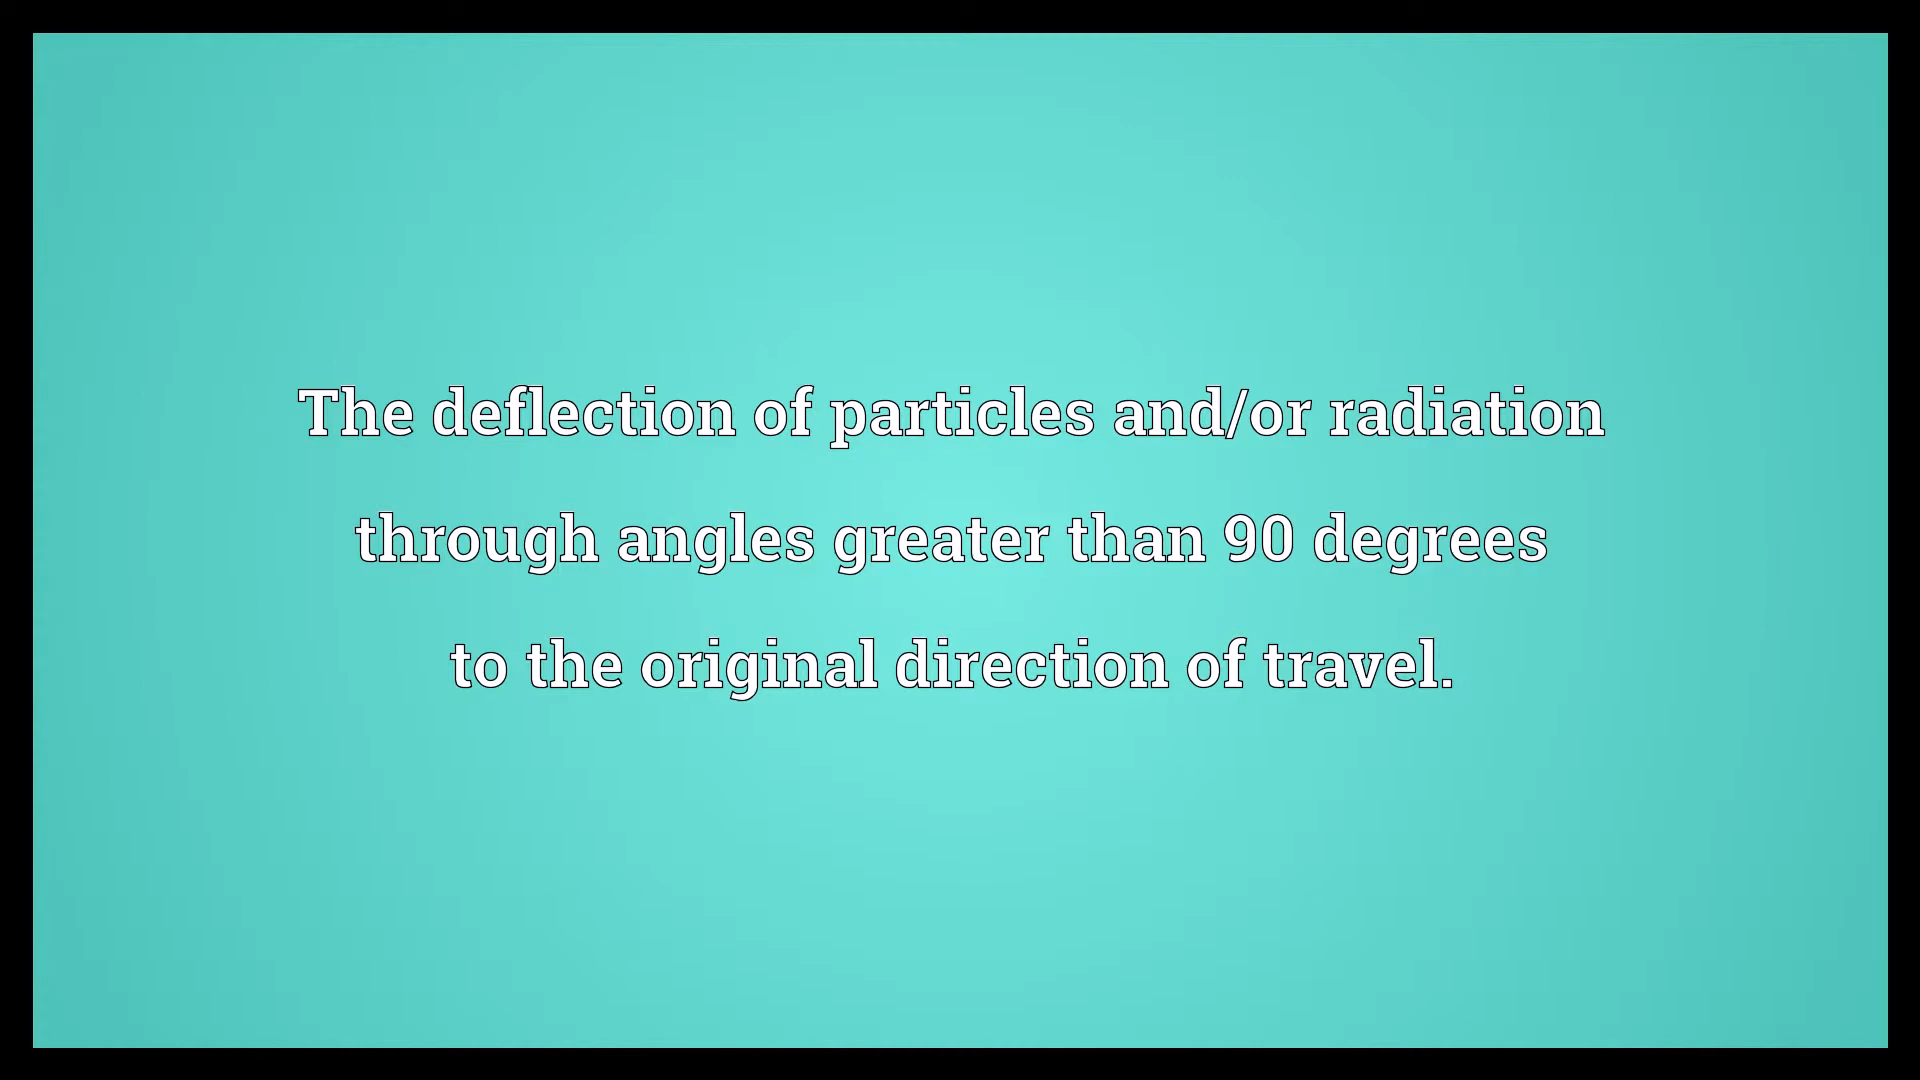 The deflection of particles and/or radiation
through angles greater than 90 degrees
to the original direction of travel.